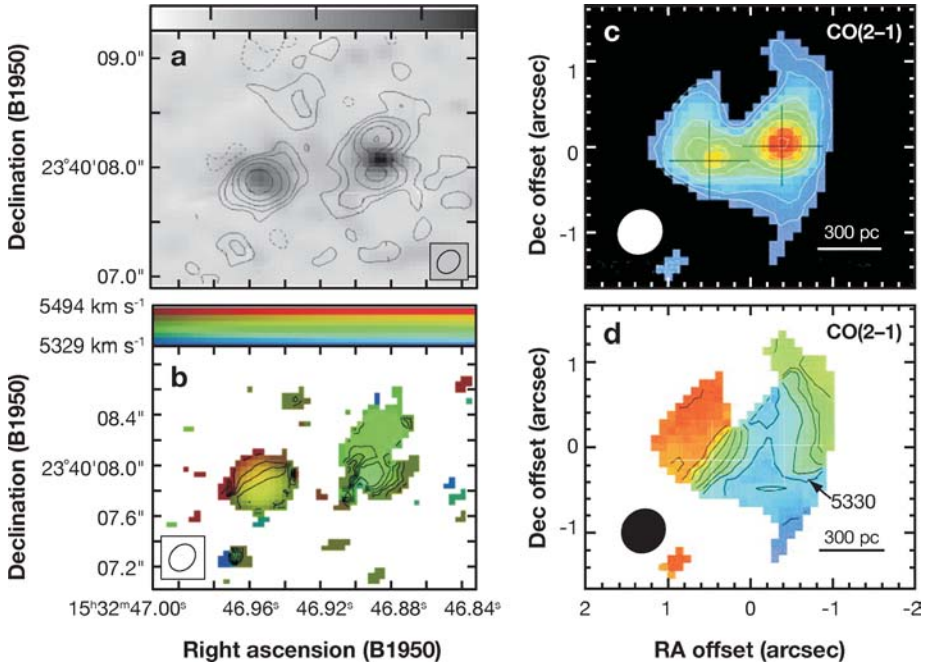 a
09.0"
23°40'08.0"
07.0"
Declination (B1950)
5494 km s⁻¹
5329 km s⁻¹
b
08.4"
23°40'08.0"
07.6"
07.2"
Declination (B1950)
15ʰ32ᵐ47.00ˢ 46.96ˢ 46.92ˢ 46.88ˢ 46.84ˢ
Right ascension (B1950)
c CO(2–1)
1
0
-1
Dec offset (arcsec)
300 pc
d CO(2–1)
1
0
-1
Dec offset (arcsec)
5330
300 pc
2 1 0 -1 -2
RA offset (arcsec)